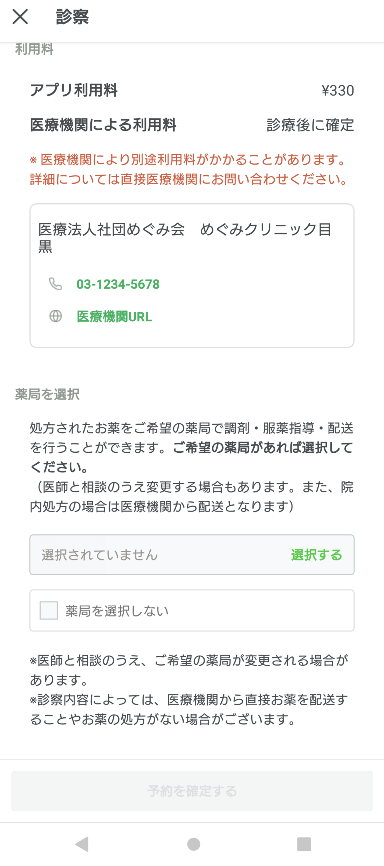 診察
利用料
アプリ利用料 ¥330
医療機関による利用料 診療後に確定
※ 医療機関により別途利用料がかかることがあります。
詳細については直接医療機関にお問い合わせください。
医療法人社団めぐみ会　めぐみクリニック目
黒
03-1234-5678
医療機関URL
薬局を選択
処方されたお薬をご希望の薬局で調剤・服薬指導・配送
を行うことができます。ご希望の薬局があれば選択して
ください。
（医師と相談のうえ変更する場合もあります。また、院
内処方の場合は医療機関から配送となります）
選択されていません 選択する
薬局を選択しない
※医師と相談のうえ、ご希望の薬局が変更される場合が
あります。
※診察内容によっては、医療機関から直接お薬を配送す
ることやお薬の処方がない場合がございます。
予約を確定する